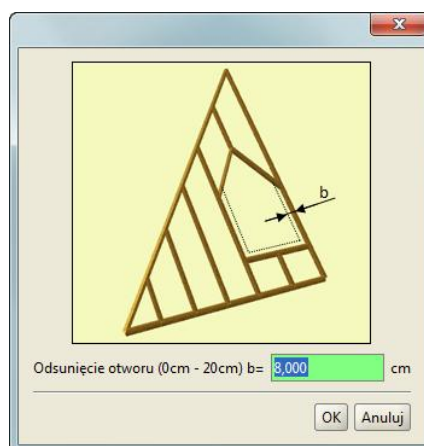 b
Odsunięcie otworu (0cm - 20cm) b= 8,000 cm
OK Anuluj